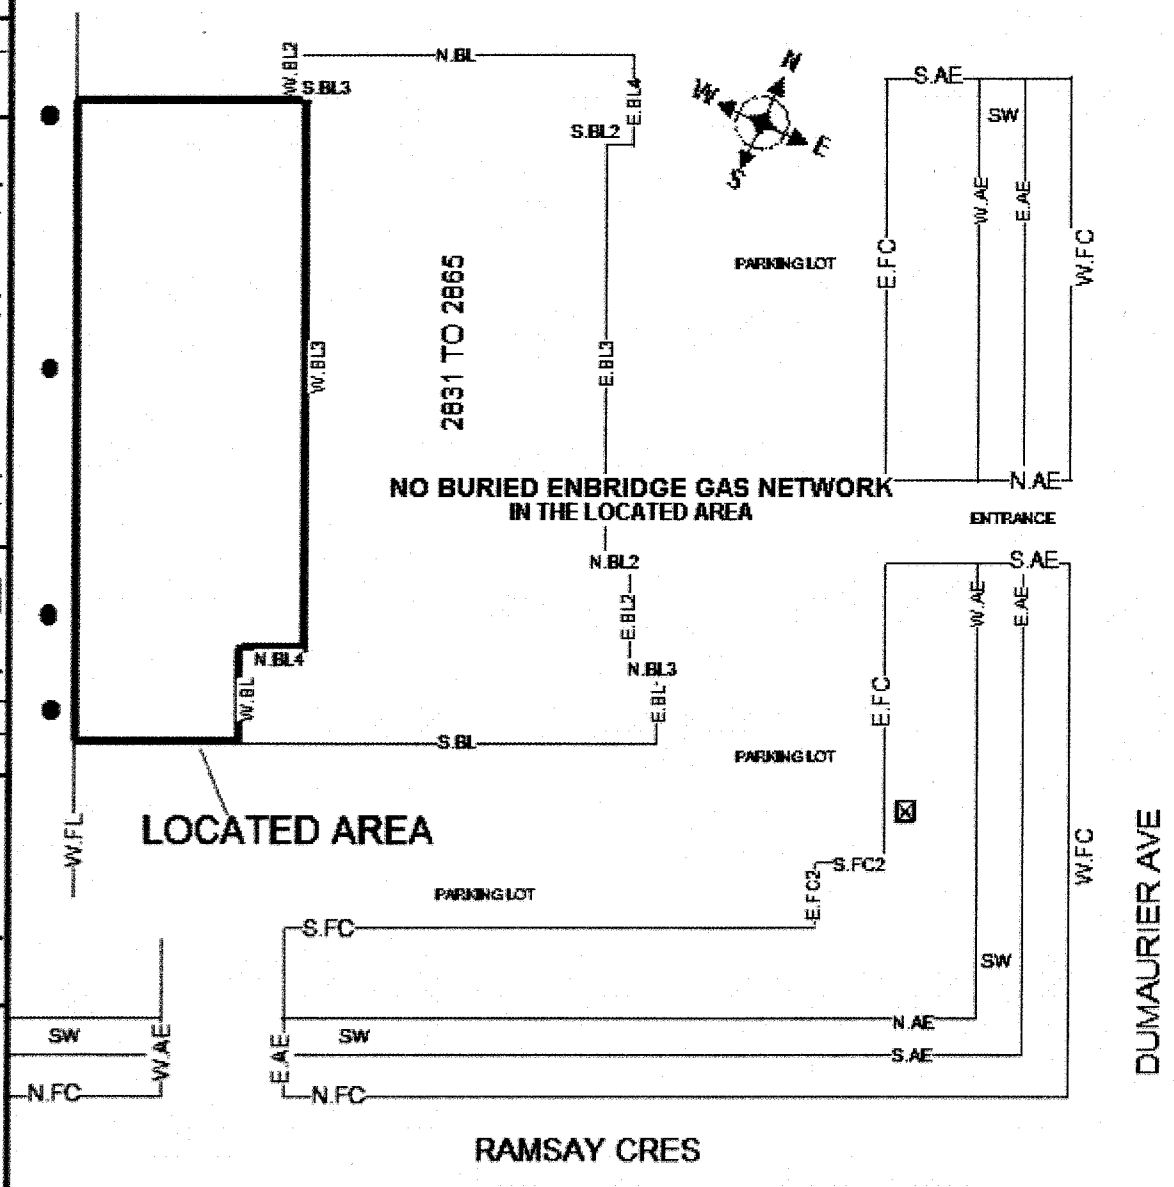 W.BL2
N.BL
S.BL3
E.BL4
S.BL2
N
W
E
S
S.AE
SW
W.AE
E.AE
E.FC
W.FC
PARKING LOT
2831 TO 2865
W.BL3
E.BL3
NO BURIED ENBRIDGE GAS NETWORK
IN THE LOCATED AREA
N.AE
ENTRANCE
N.BL2
S.AE
E.BL2
W.AE
E.AE
N.BL4
N.BL3
W.BL
E.BL
E.FC
S.BL
PARKING LOT
LOCATED AREA
W.FL
S.FC2
W.FC
E.FC2
PARKING LOT
DUMAURIER AVE
S.FC
SW
N.AE
SW
W.AE
E.AE
SW
S.AE
N.FC
N.FC
RAMSAY CRES